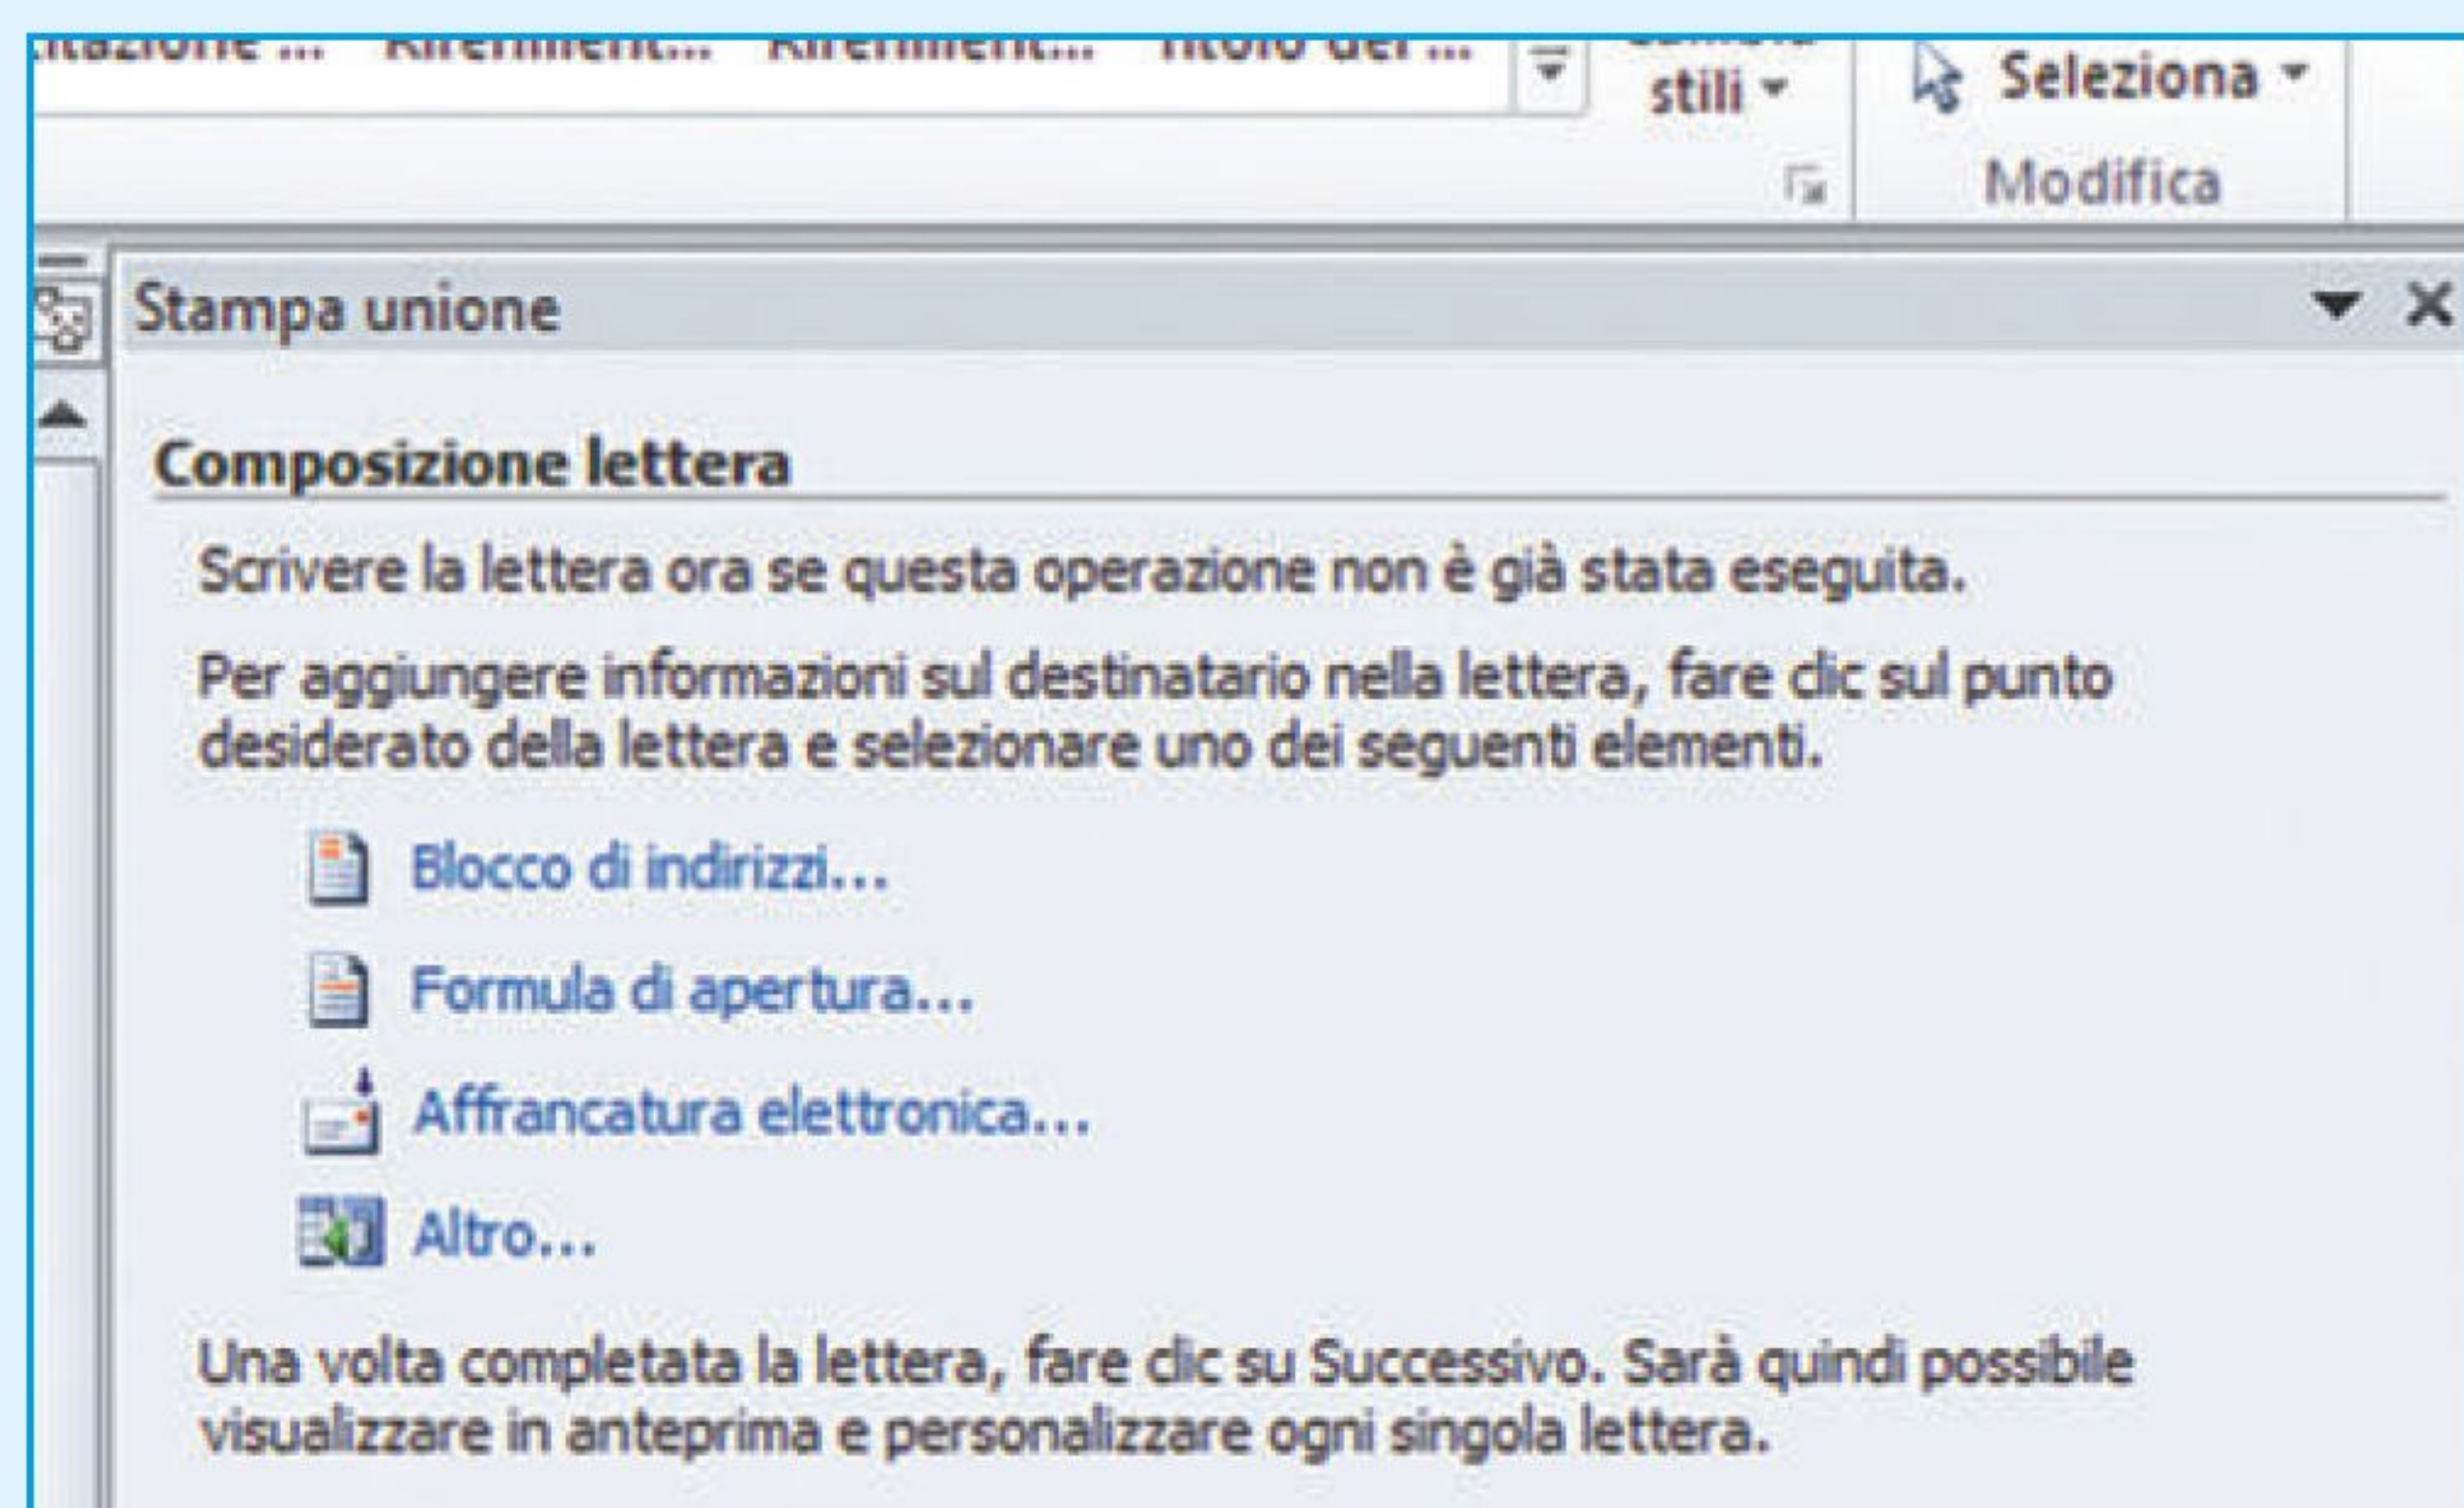 stili
Seleziona
Modifica
Stampa unione
Composizione lettera
Scrivere la lettera ora se questa operazione non è già stata eseguita.
Per aggiungere informazioni sul destinatario nella lettera, fare clic sul punto
desiderato della lettera e selezionare uno dei seguenti elementi.
Blocco di indirizzi...
Formula di apertura...
Affrancatura elettronica...
Altro...
Una volta completata la lettera, fare clic su Successivo. Sarà quindi possibile
visualizzare in anteprima e personalizzare ogni singola lettera.